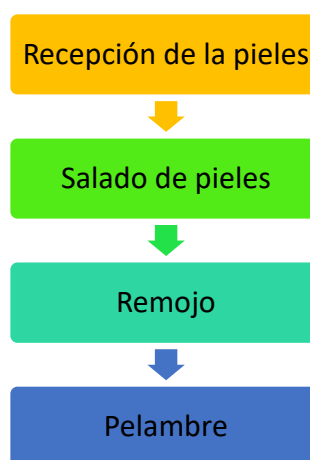 Recepción de la pieles
Salado de pieles
Remojo
Pelambre